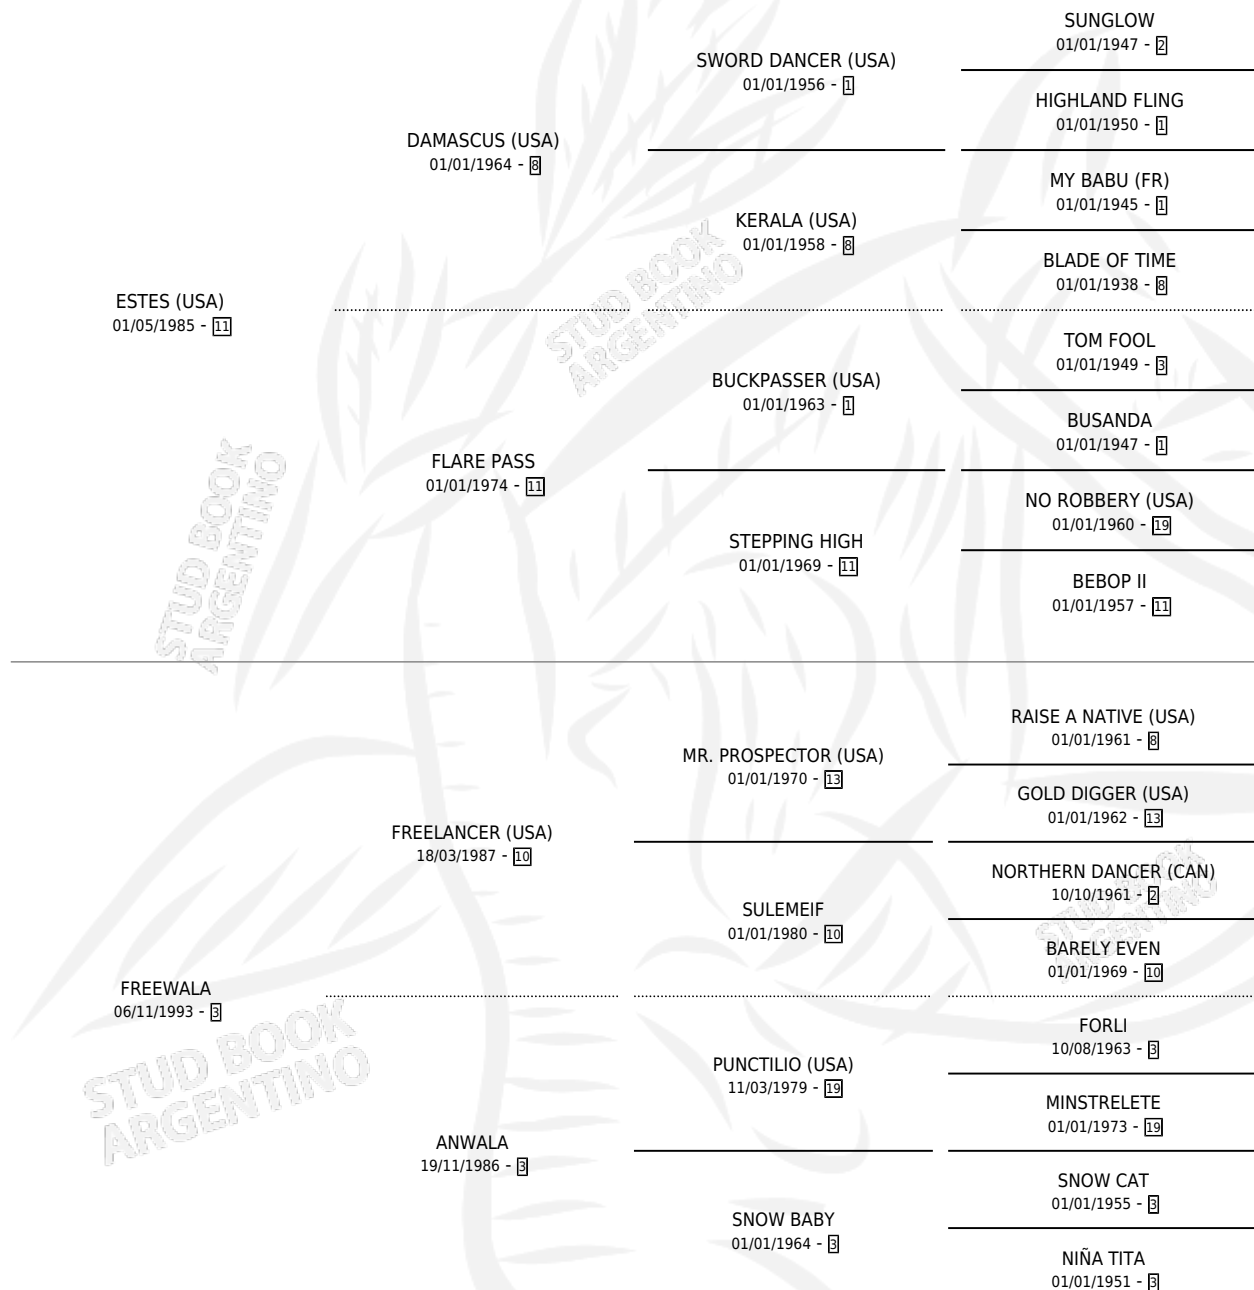 SUNGLOW
01/01/1947 - 2
SWORD DANCER (USA)
01/01/1956 - 1
HIGHLAND FLING
01/01/1950 - 1
DAMASCUS (USA)
01/01/1964 - 8
MY BABU (FR)
01/01/1945 - 1
KERALA (USA)
01/01/1958 - 8
BLADE OF TIME
01/01/1938 - 8
ESTES (USA)
01/05/1985 - 11
TOM FOOL
01/01/1949 - 3
BUCKPASSER (USA)
01/01/1963 - 1
BUSANDA
01/01/1947 - 1
FLARE PASS
01/01/1974 - 11
NO ROBBERY (USA)
01/01/1960 - 19
STEPPING HIGH
01/01/1969 - 11
BEBOP II
01/01/1957 - 11
STUD BOOK
ARGENTINO
STUD BOOK
ARGENTINO
RAISE A NATIVE (USA)
01/01/1961 - 8
MR. PROSPECTOR (USA)
01/01/1970 - 13
GOLD DIGGER (USA)
01/01/1962 - 13
FREELANCER (USA)
18/03/1987 - 10
NORTHERN DANCER (CAN)
10/10/1961 - 2
SULEMEIF
01/01/1980 - 10
BARELY EVEN
01/01/1969 - 10
FREEWALA
06/11/1993 - 3
FORLI
10/08/1963 - 3
PUNCTILIO (USA)
11/03/1979 - 19
MINSTRELETE
01/01/1973 - 19
ANWALA
19/11/1986 - 3
SNOW CAT
01/01/1955 - 3
SNOW BABY
01/01/1964 - 3
NIÑA TITA
01/01/1951 - 3
STUD BOOK
ARGENTINO
STUD BOOK
ARGENTINO